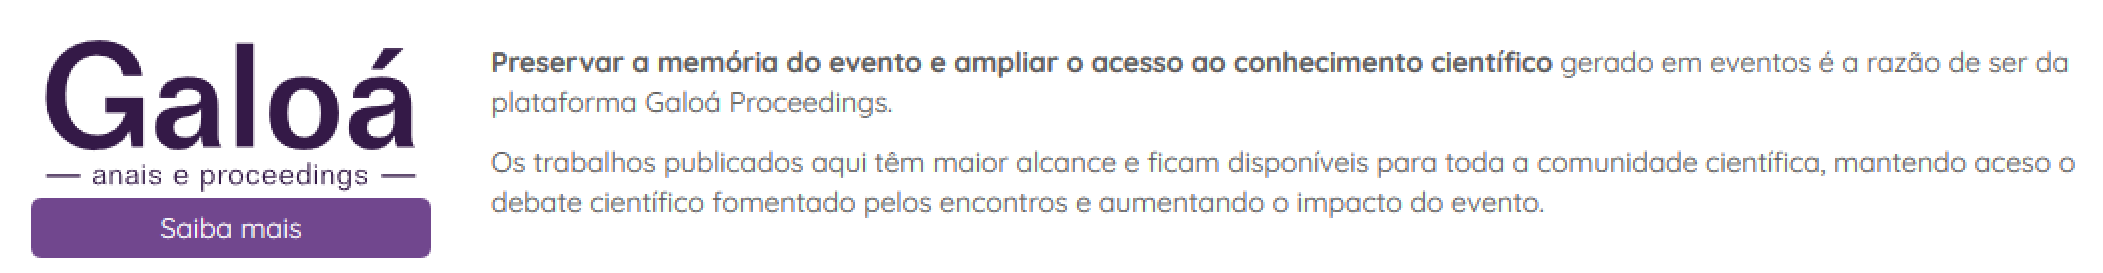 Galoá
anais e proceedings
Saiba mais
Preservar a memória do evento e ampliar o acesso ao conhecimento científico gerado em eventos é a razão de ser da
plataforma Galoá Proceedings.
Os trabalhos publicados aqui têm maior alcance e ficam disponíveis para toda a comunidade científica, mantendo aceso o
debate científico fomentado pelos encontros e aumentando o impacto do evento.